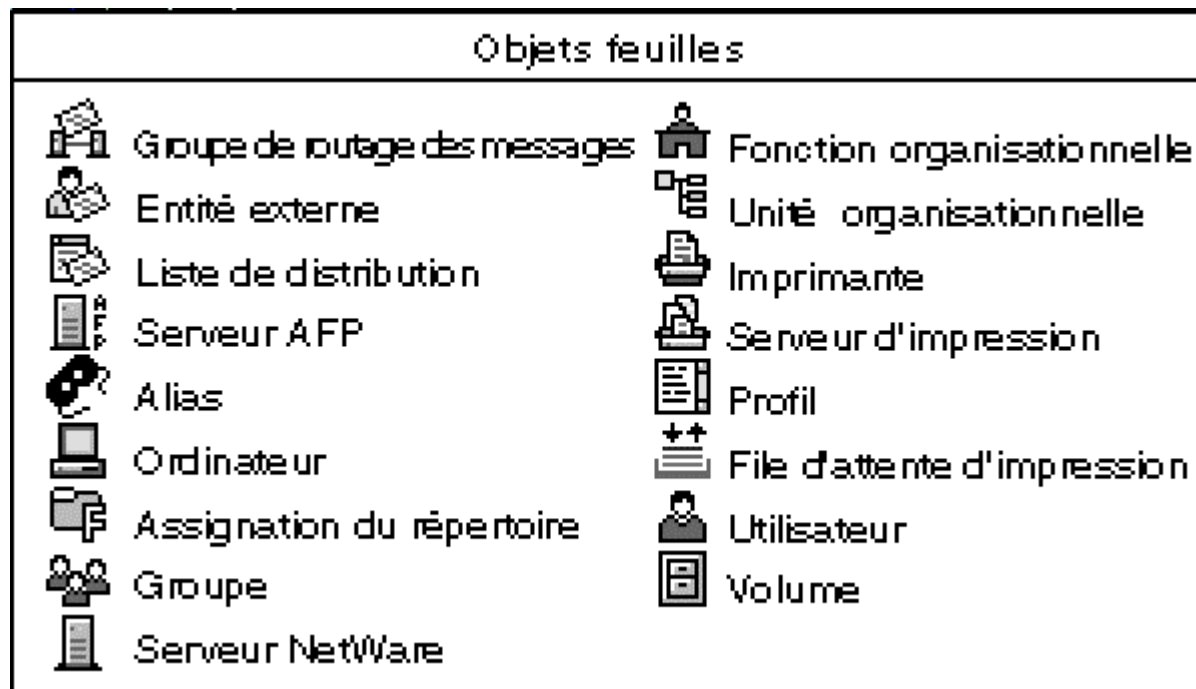 Objets feuilles
Groupe de routage des messages
Entité externe
Liste de distribution
Serveur AFP
Alias
Ordinateur
Assignation du répertoire
Groupe
Serveur NetWare
Fonction organisationnelle
Unité organisationnelle
Imprimante
Serveur d'impression
Profil
File d'attente d'impression
Utilisateur
Volume